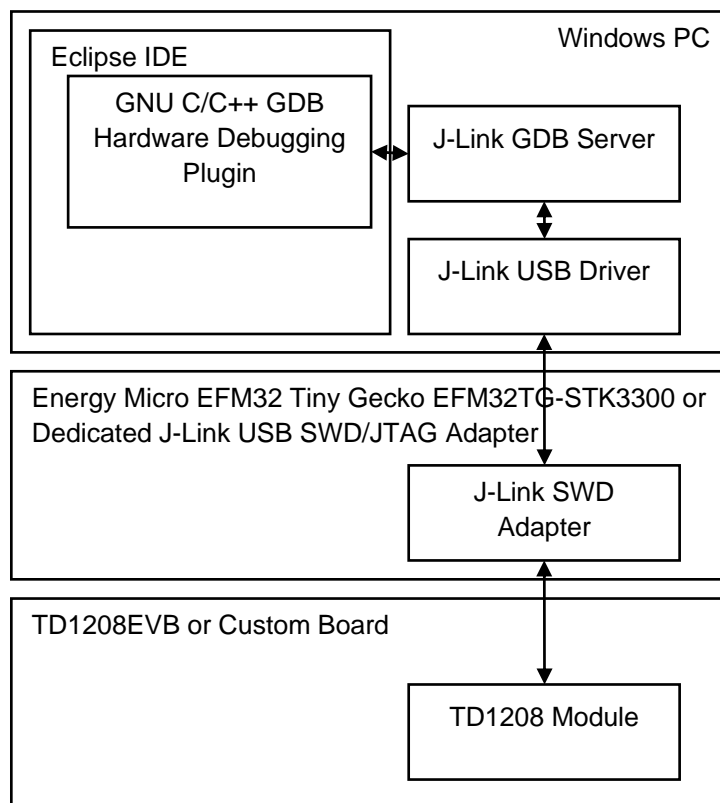 Windows PC
Eclipse IDE
GNU C/C++ GDB
Hardware Debugging
Plugin
J-Link GDB Server
J-Link USB Driver
Energy Micro EFM32 Tiny Gecko EFM32TG-STK3300 or
Dedicated J-Link USB SWD/JTAG Adapter
J-Link SWD
Adapter
TD1208EVB or Custom Board
TD1208 Module